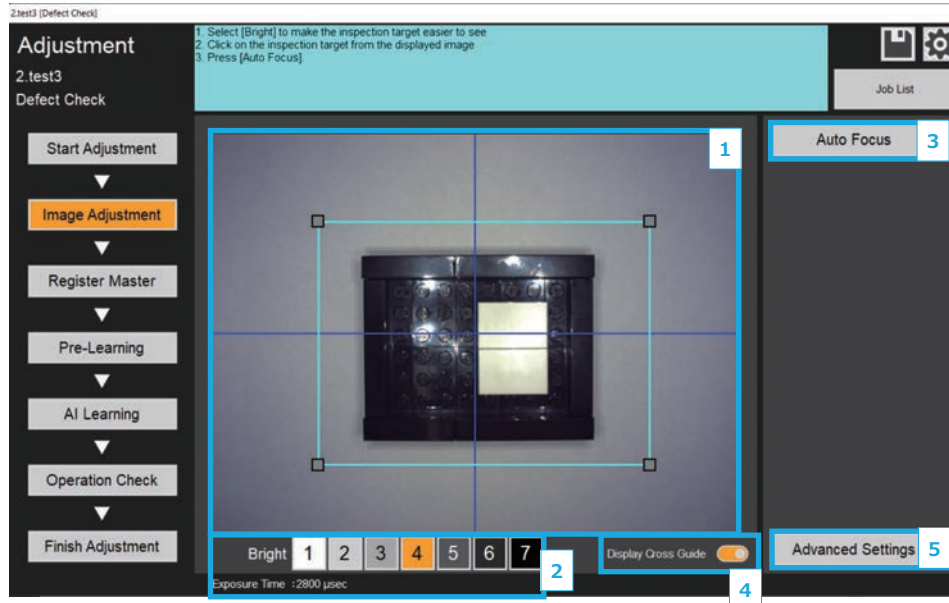 2.test3 [Defect Check]
Adjustment
2.test3
Defect Check
1. Select [Bright] to make the inspection target easier to see
2. Click on the inspection target from the displayed image
3. Press [Auto Focus].
Job List
Start Adjustment
Image Adjustment
Register Master
Pre-Learning
AI Learning
Operation Check
Finish Adjustment
1
Auto Focus
3
Bright 1 2 3 4 5 6 7
2
Exposure Time :2800 µsec
Display Cross Guide
4
Advanced Settings
5